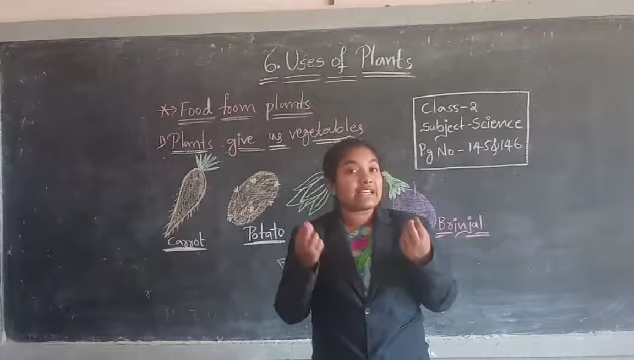 6. Uses of Plants
*→ Food from plants
1) Plants give us vegetables
Class-2
Subject-Science
Pg No - 145&146
Carrot
Potato
Brinjal